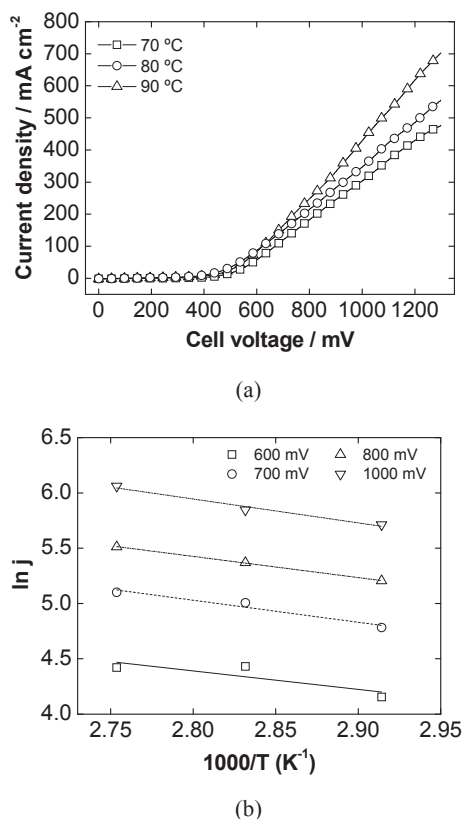 800
700
600
500
400
300
200
100
0
Current density / mA cm-2
70 ºC
80 ºC
90 ºC
0 200 400 600 800 1000 1200
Cell voltage / mV
(a)
6.5
6.0
5.5
5.0
4.5
4.0
ln j
600 mV 800 mV
700 mV 1000 mV
2.75 2.80 2.85 2.90 2.95
1000/T (K-1)
(b)